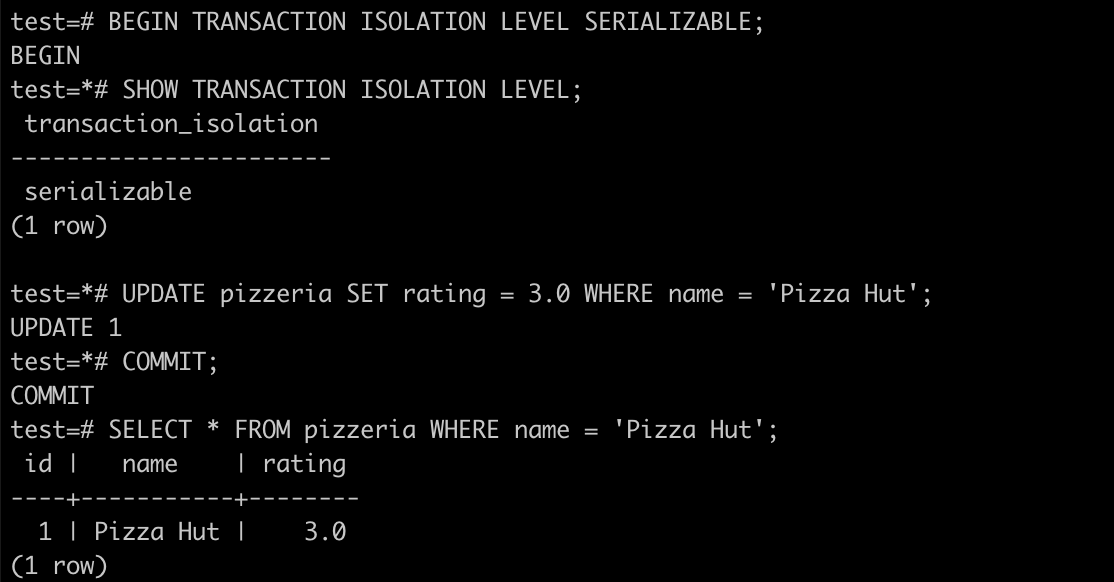 test=# BEGIN TRANSACTION ISOLATION LEVEL SERIALIZABLE;
BEGIN
test=*# SHOW TRANSACTION ISOLATION LEVEL;
 transaction_isolation
-----------------------
 serializable
(1 row)

test=*# UPDATE pizzeria SET rating = 3.0 WHERE name = 'Pizza Hut';
UPDATE 1
test=*# COMMIT;
COMMIT
test=# SELECT * FROM pizzeria WHERE name = 'Pizza Hut';
 id |   name    | rating
----+-----------+--------
  1 | Pizza Hut |    3.0
(1 row)